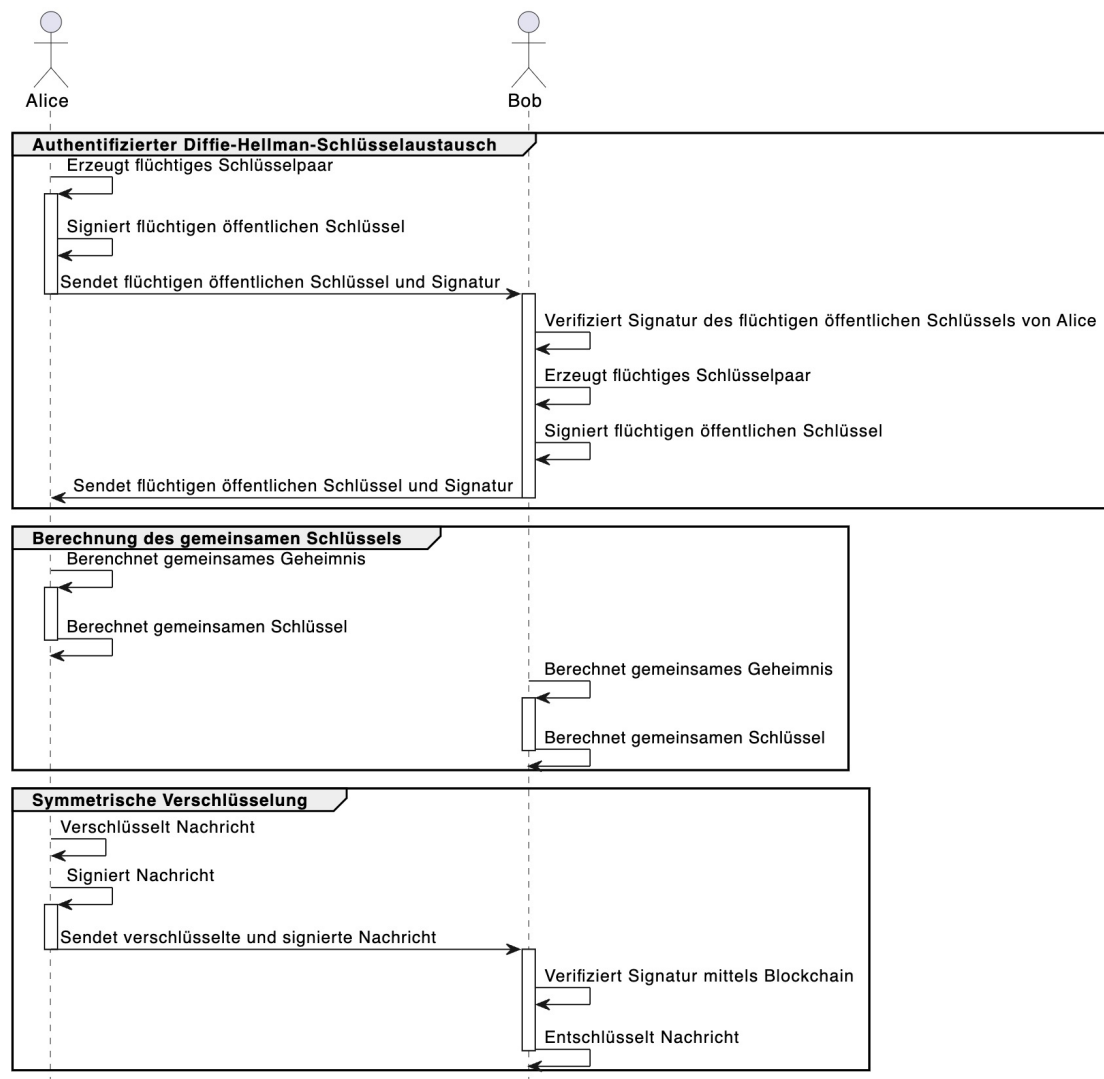 Alice
Bob
Authentifizierter Diffie-Hellman-Schlüsselaustausch
Erzeugt flüchtiges Schlüsselpaar
Signiert flüchtigen öffentlichen Schlüssel
Sendet flüchtigen öffentlichen Schlüssel und Signatur
Verifiziert Signatur des flüchtigen öffentlichen Schlüssels von Alice
Erzeugt flüchtiges Schlüsselpaar
Signiert flüchtigen öffentlichen Schlüssel
Sendet flüchtigen öffentlichen Schlüssel und Signatur
Berechnung des gemeinsamen Schlüssels
Berenchnet gemeinsames Geheimnis
Berechnet gemeinsamen Schlüssel
Berechnet gemeinsames Geheimnis
Berechnet gemeinsamen Schlüssel
Symmetrische Verschlüsselung
Verschlüsselt Nachricht
Signiert Nachricht
Sendet verschlüsselte und signierte Nachricht
Verifiziert Signatur mittels Blockchain
Entschlüsselt Nachricht